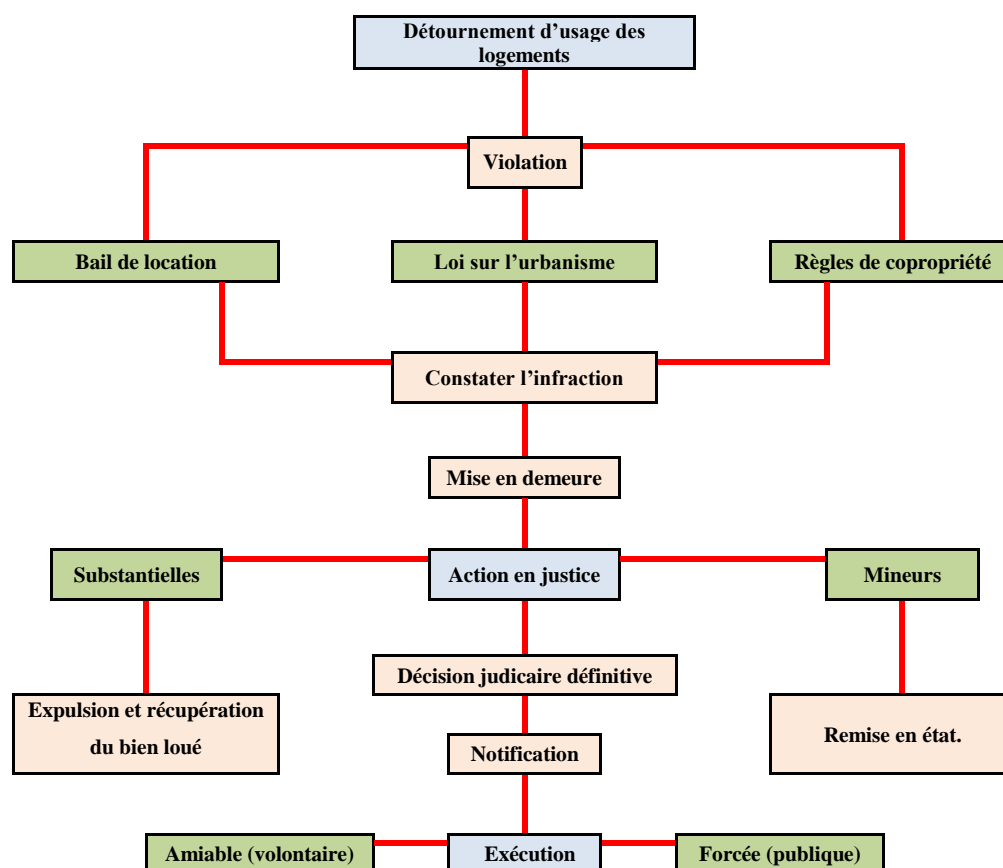 Détournement d’usage des
logements
Violation
Bail de location
Loi sur l’urbanisme
Règles de copropriété
Constater l’infraction
Mise en demeure
Substantielles
Action en justice
Mineurs
Décision judicaire définitive
Expulsion et récupération
du bien loué
Remise en état.
Notification
Amiable (volontaire)
Exécution
Forcée (publique)